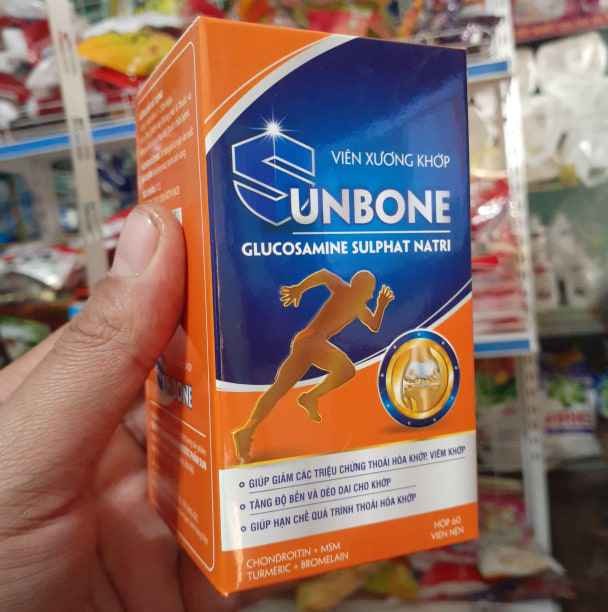 VIÊN XƯƠNG KHỚP
SUNBONE
GLUCOSAMINE SULPHAT NATRI
GIÚP GIẢM CÁC TRIỆU CHỨNG THOÁI HÓA KHỚP, VIÊM KHỚP
TĂNG ĐỘ BỀN VÀ DẺO DAI CHO KHỚP
GIÚP HẠN CHẾ QUÁ TRÌNH THOÁI HÓA KHỚP
CHONDROITIN + MSM
TURMERIC + BROMELAIN
HỘP 60
VIÊN NÉN